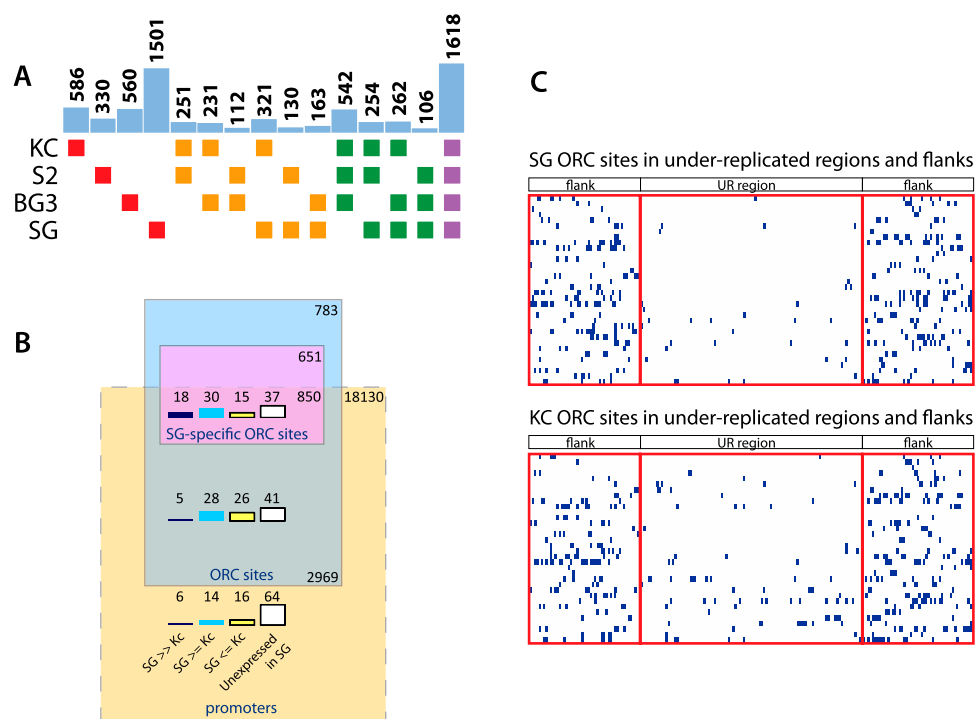 A
586 330 560 1501 251 231 112 321 130 163 542 254 262 106 1618
KC
S2
BG3
SG
B
783
651
18 30 15 37 850 18130
SG-specific ORC sites
5 28 26 41
ORC sites 2969
6 14 16 64
SG >> Kc
SG >= Kc
SG <= Kc
Unexpressed
in SG
promoters
C
SG ORC sites in under-replicated regions and flanks
flank UR region flank
KC ORC sites in under-replicated regions and flanks
flank UR region flank